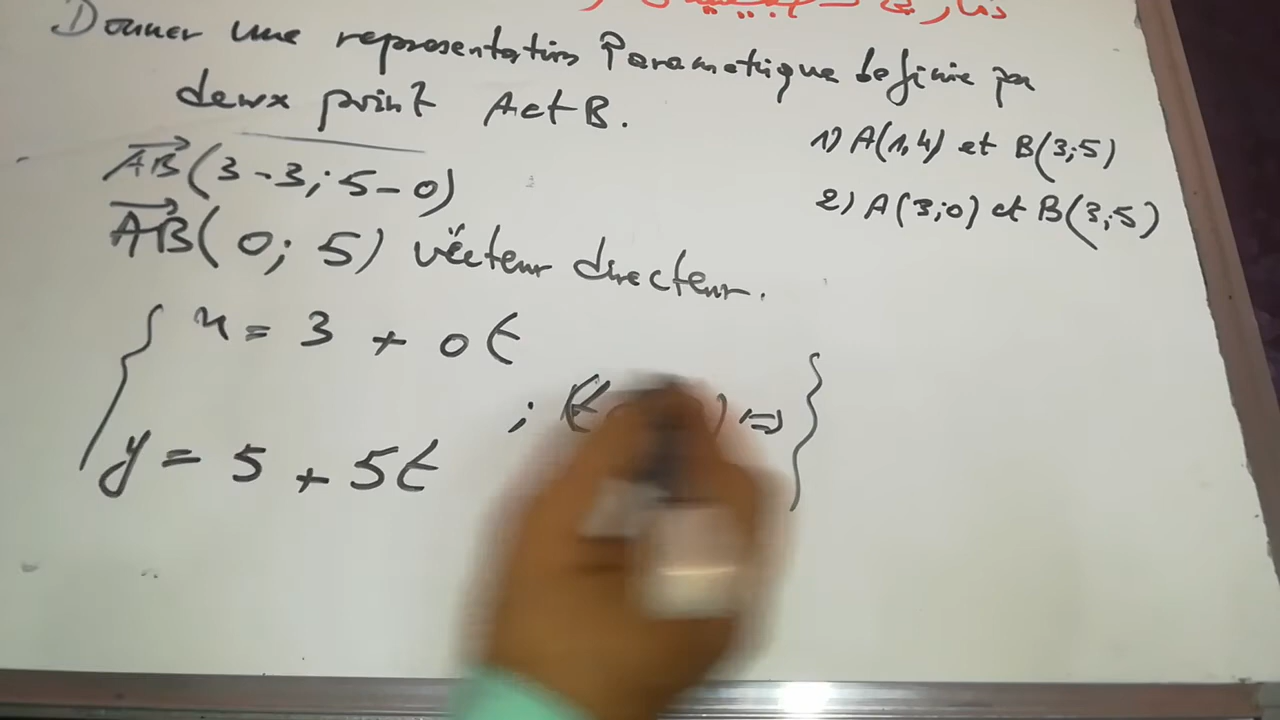 Donner une representation Parametrique definie par
deux point A et B.
1) A(1,4) et B(3;5)
2) A(3;0) et B(3;5)
AB(3-3; 5-0)
AB(0; 5) vecteur directeur.
x = 3 + 0t
; (t ) =>
y = 5 + 5t